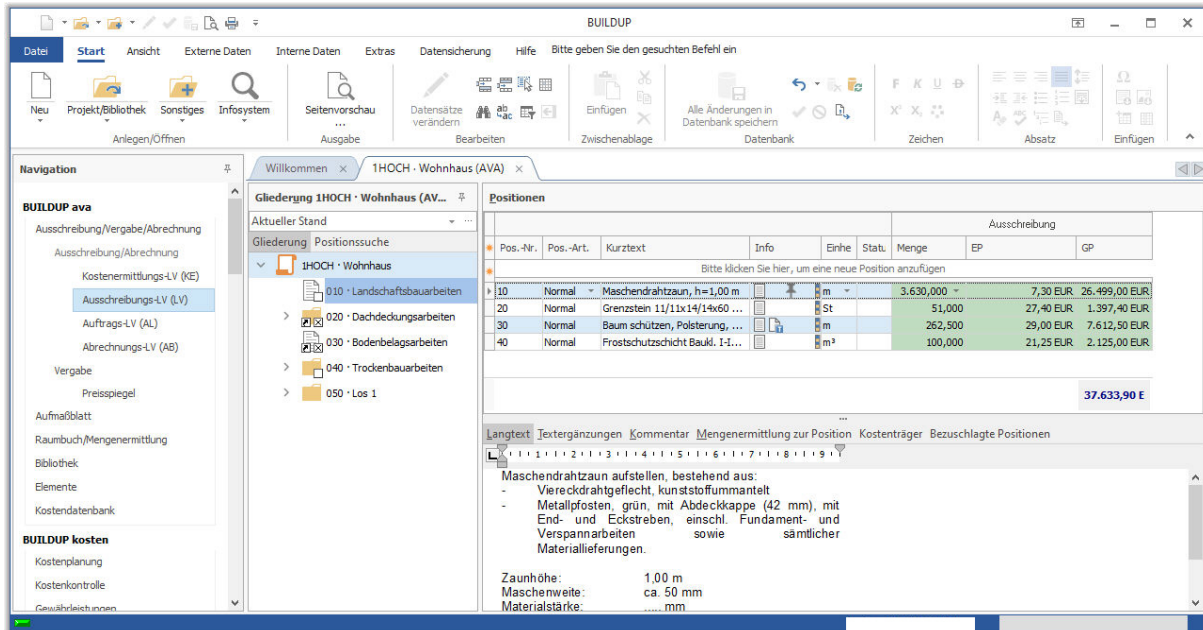 BUILDUP
Datei Start Ansicht Externe Daten Interne Daten Extras Datensicherung Hilfe Bitte geben Sie den gesuchten Befehl ein
Neu Projekt/Bibliothek Sonstiges Infosystem Seitenvorschau ... Datensätze verändern Einfügen Alle Änderungen in Datenbank speichern
Anlegen/Öffnen Ausgabe Bearbeiten Zwischenablage Datenbank Zeichen Absatz Einfügen
Navigation
BUILDUP ava
Ausschreibung/Vergabe/Abrechnung
Ausschreibung/Abrechnung
Kostenermittlungs-LV (KE)
Ausschreibungs-LV (LV)
Auftrags-LV (AL)
Abrechnungs-LV (AB)
Vergabe
Preisspiegel
Aufmaßblatt
Raumbuch/Mengenermittlung
Bibliothek
Elemente
Kostendatenbank
BUILDUP kosten
Kostenplanung
Kostenkontrolle
Gewährleistungen
Willkommen 1HOCH · Wohnhaus (AVA)
Gliederung 1HOCH · Wohnhaus (AV...
Aktueller Stand
Gliederung Positionssuche
1HOCH · Wohnhaus
010 · Landschaftsbauarbeiten
020 · Dachdeckungsarbeiten
030 · Bodenbelagsarbeiten
040 · Trockenbauarbeiten
050 · Los 1
Positionen
Ausschreibung
Pos.-Nr. Pos.-Art. Kurztext Info Einhe Statu Menge EP GP
Bitte klicken Sie hier, um eine neue Position anzufügen
10 Normal Maschendrahtzaun, h=1,00 m m 3.630,000 7,30 EUR 26.499,00 EUR
20 Normal Grenzstein 11/11x14/14x60 ... St 51,000 27,40 EUR 1.397,40 EUR
30 Normal Baum schützen, Polsterung, ... m 262,500 29,00 EUR 7.612,50 EUR
40 Normal Frostschutzschicht Baukl. I-I... m³ 100,000 21,25 EUR 2.125,00 EUR
37.633,90 E
Langtext Textergänzungen Kommentar Mengenermittlung zur Position Kostenträger Bezuschlagte Positionen
1 2 3 4 5 6 7 8 9
Maschendrahtzaun aufstellen, bestehend aus:
- Viereckdrahtgeflecht, kunststoffummantelt
- Metallpfosten, grün, mit Abdeckkappe (42 mm), mit
End- und Eckstreben, einschl. Fundament- und
Verspannarbeiten sowie sämtlicher
Materiallieferungen.
Zaunhöhe: 1,00 m
Maschenweite: ca. 50 mm
Materialstärke: ..... mm